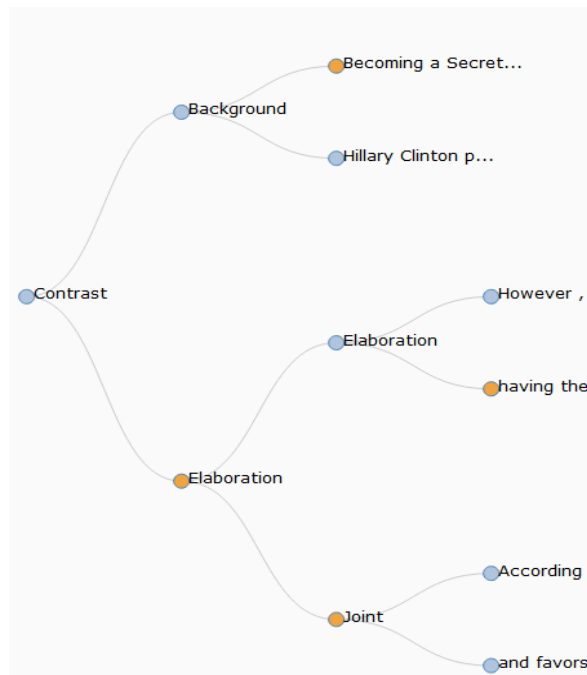 Becoming a Secret...
Background
Hillary Clinton p...
Contrast
However ,
Elaboration
having the
Elaboration
According
Joint
and favors